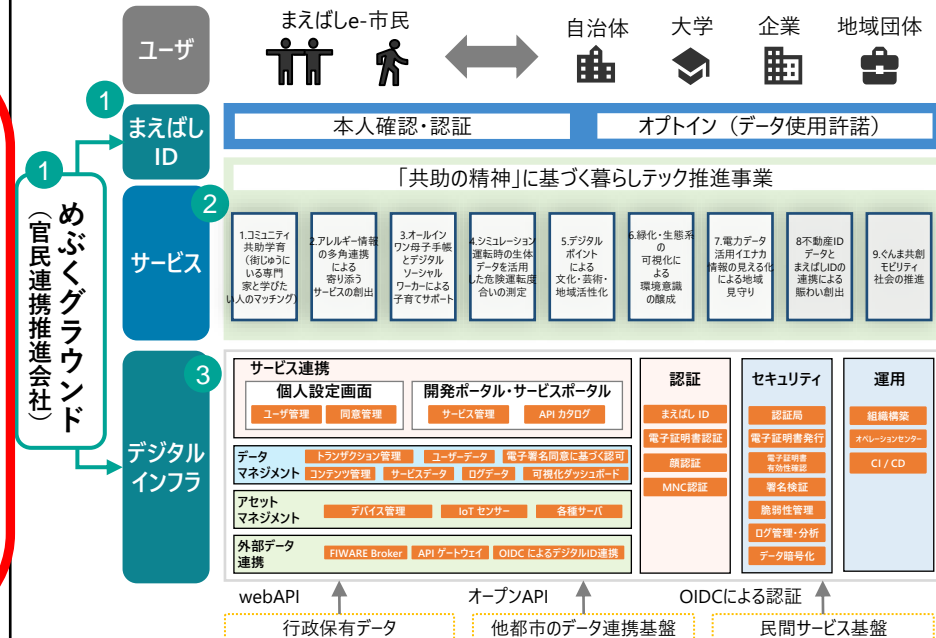 ユーザ
まえばしe-市民
自治体
大学
企業
地域団体
1
まえばし
ID
本人確認・認証
オプトイン（データ使用許諾）
1
めぶくグラウンド
（官民連携推進会社）
「共助の精神」に基づく暮らしテック推進事業
2
サービス
1.コミュニティ
共助学育
（街じゅうに
いる専門
家と学びた
い人のマッチング）
2.アレルギー情報
の多角連携
による
寄り添う
サービスの創出
3.オールイン
ワン母子手帳
とデジタル
ソーシャル
ワーカーによる
子育てサポート
4.シミュレーション
運転時の生体
データを活用
した危険運転度
合いの測定
5.デジタル
ポイント
による
文化・芸術・
地域活性化
6.緑化・生態系
の
可視化に
よる
環境意識
の醸成
7.電力データ
活用イエナカ
情報の見える化
による地域
見守り
8不動産ID
データと
まえばしIDの
連携による
賑わい創出
9.ぐんま共創
モビリティ
社会の推進
3
デジタル
インフラ
サービス連携
個人設定画面
ユーザ管理
同意管理
開発ポータル・サービスポータル
サービス管理
API カタログ
データ
マネジメント
トランザクション管理
ユーザーデータ
電子署名同意に基づく認可
コンテンツ管理
サービスデータ
ログデータ
可視化ダッシュボード
アセット
マネジメント
デバイス管理
IoT センサー
各種サーバ
外部データ
連携
FIWARE Broker
API ゲートウェイ
OIDC によるデジタルID連携
認証
まえばし ID
電子証明書認証
顔認証
MNC認証
セキュリティ
認証局
電子証明書発行
電子証明書
有効性確認
署名検証
脆弱性管理
ログ管理・分析
データ暗号化
運用
組織構築
オペレーションセンター
CI / CD
webAPI
オープンAPI
OIDCによる認証
行政保有データ
他都市のデータ連携基盤
民間サービス基盤